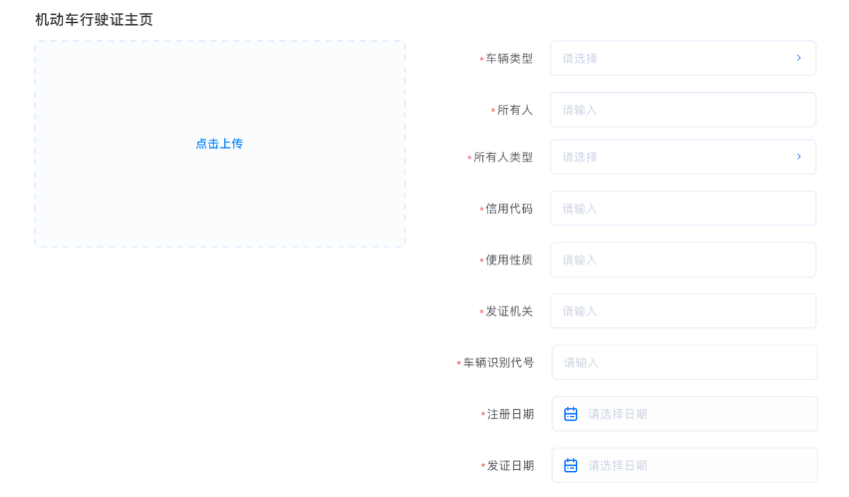 机动车行驶证主页
点击上传
*车辆类型 请选择
*所有人 请输入
*所有人类型 请选择
*信用代码 请输入
*使用性质 请输入
*发证机关 请输入
*车辆识别代号 请输入
*注册日期 请选择日期
*发证日期 请选择日期